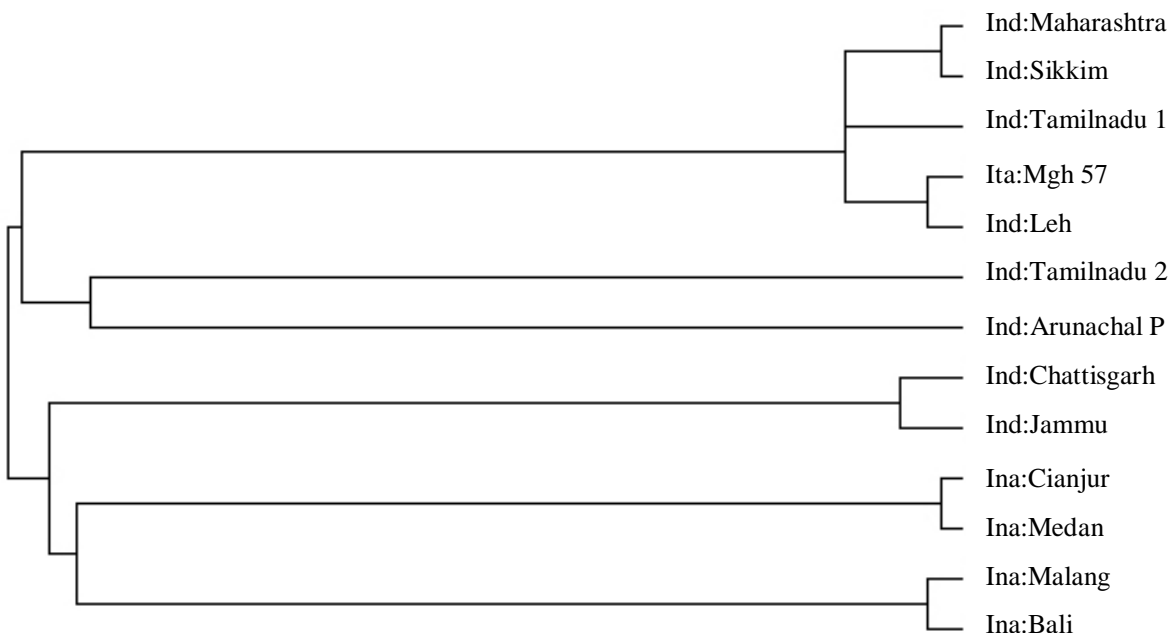 Ind:Maharashtra
Ind:Sikkim
Ind:Tamilnadu 1
Ita:Mgh 57
Ind:Leh
Ind:Tamilnadu 2
Ind:Arunachal P
Ind:Chattisgarh
Ind:Jammu
Ina:Cianjur
Ina:Medan
Ina:Malang
Ina:Bali